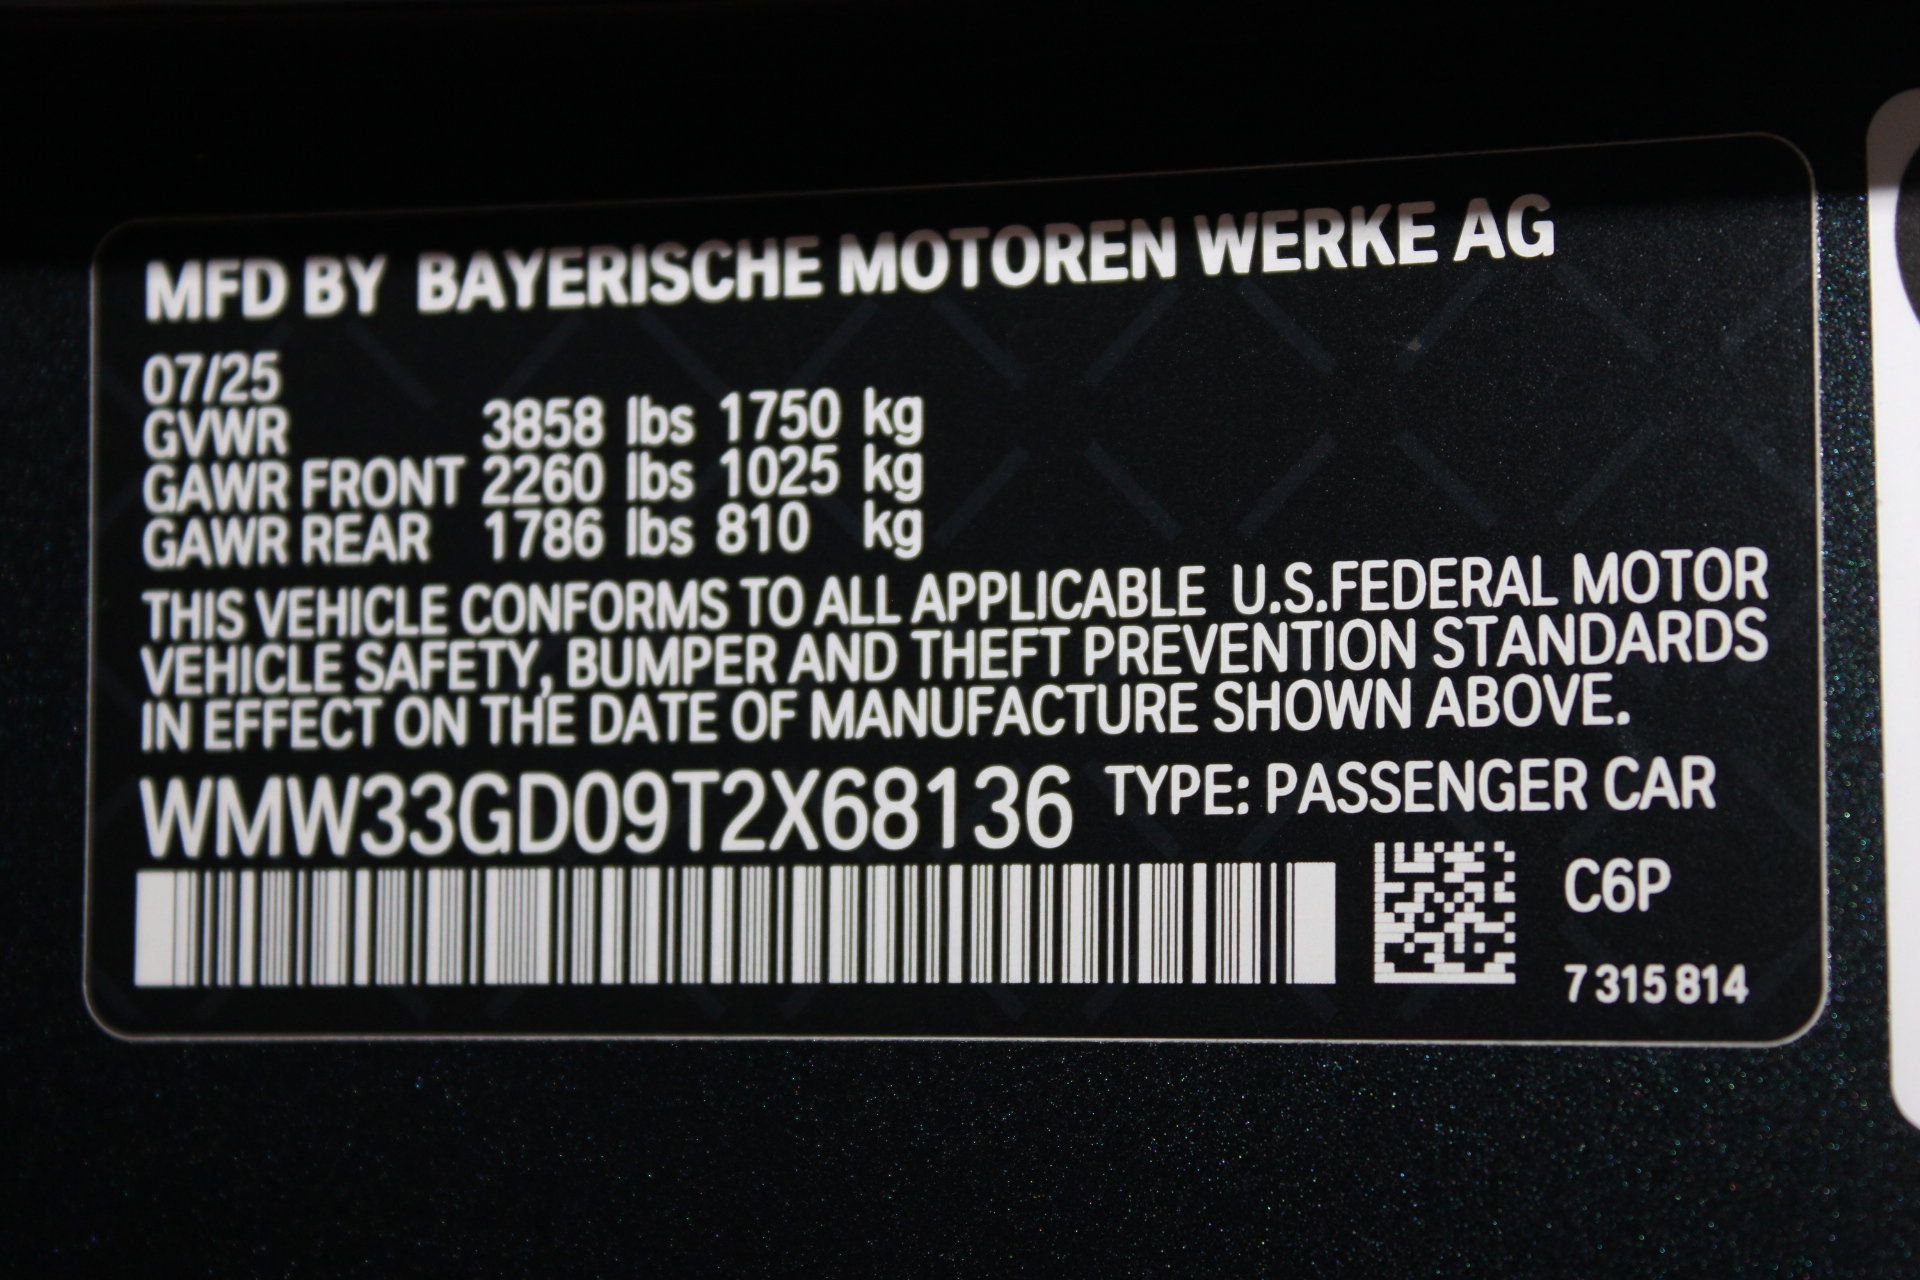 MFD BY BAYERISCHE MOTOREN WERKE AG
07/25
GVWR 3858 lbs 1750 kg
GAWR FRONT 2260 lbs 1025 kg
GAWR REAR 1786 lbs 810 kg
THIS VEHICLE CONFORMS TO ALL APPLICABLE U.S.FEDERAL MOTOR
VEHICLE SAFETY, BUMPER AND THEFT PREVENTION STANDARDS
IN EFFECT ON THE DATE OF MANUFACTURE SHOWN ABOVE.
WMW33GD09T2X68136 TYPE: PASSENGER CAR
C6P
7 315 814